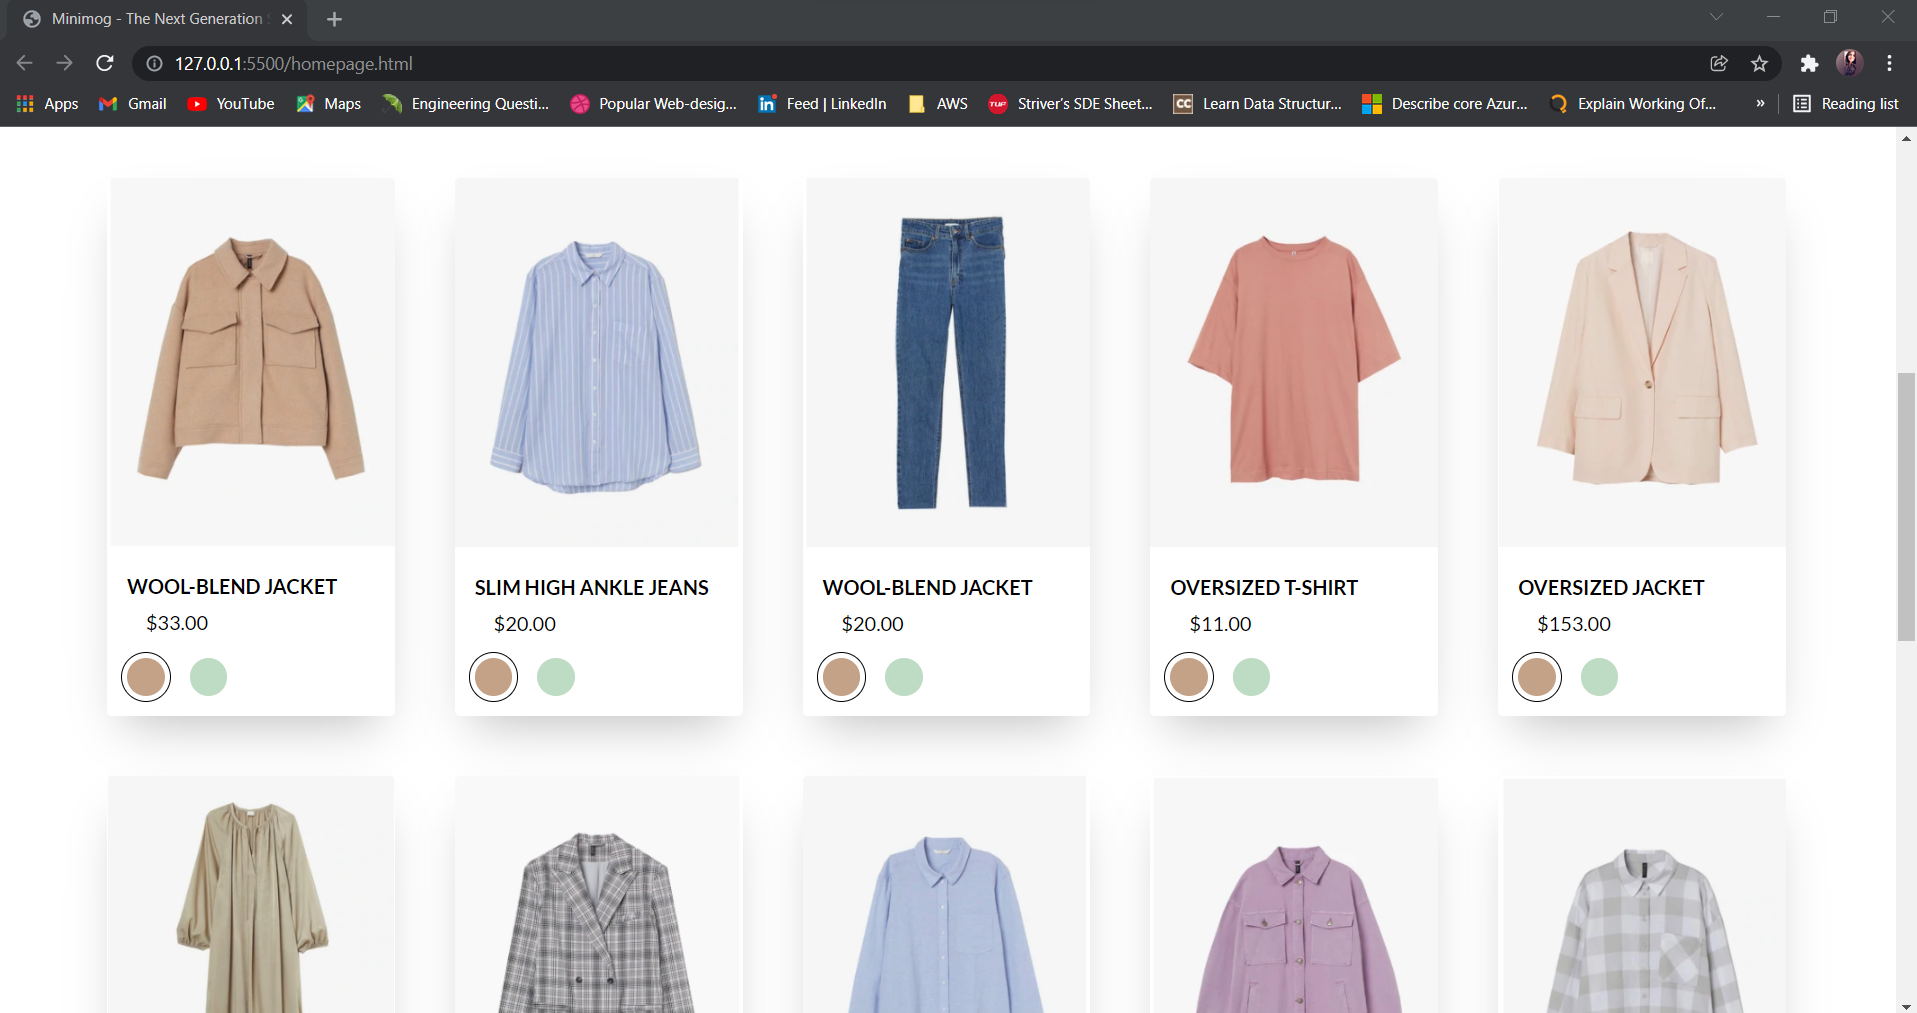 Minimog - The Next Generation
127.0.0.1:5500/homepage.html
Apps
Gmail
YouTube
Maps
Engineering Questi...
Popular Web-desig...
in Feed | LinkedIn
AWS
TUF Striver's SDE Sheet...
CC Learn Data Structur...
Describe core Azur...
Explain Working Of...
»
Reading list
WOOL-BLEND JACKET
$33.00
SLIM HIGH ANKLE JEANS
$20.00
WOOL-BLEND JACKET
$20.00
OVERSIZED T-SHIRT
$11.00
OVERSIZED JACKET
$153.00